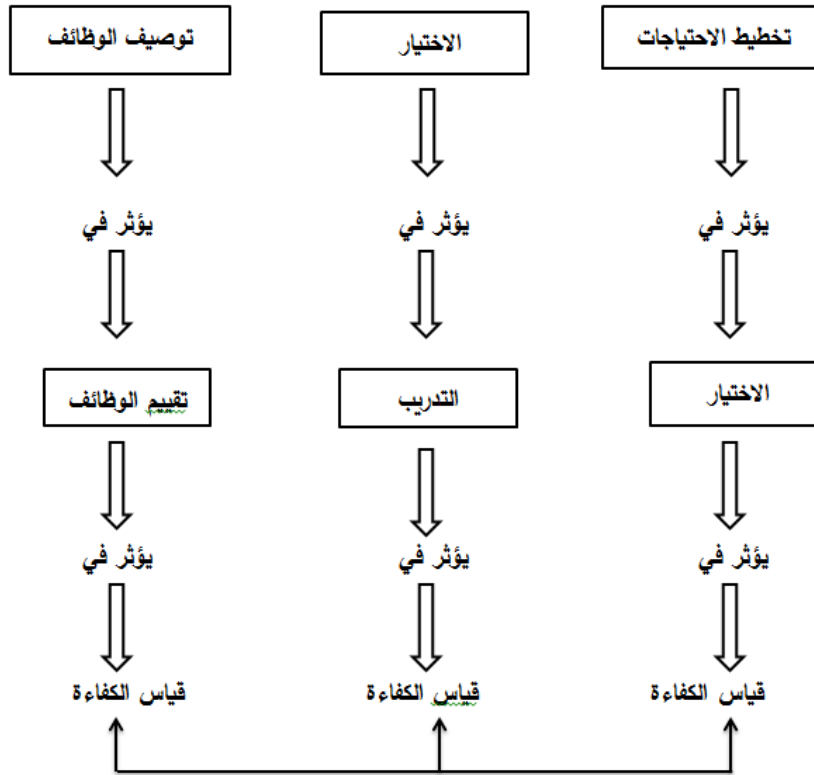 تخطيط الاحتياجات
الاختيار
توصيف الوظائف
يؤثر في
يؤثر في
يؤثر في
الاختيار
التدريب
تقييم الوظائف
يؤثر في
يؤثر في
يؤثر في
قياس الكفاءة
قياس الكفاءة
قياس الكفاءة